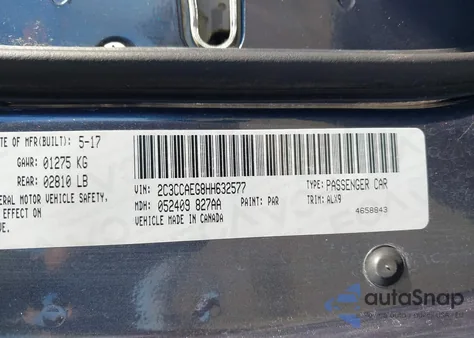 TE OF MFR(BUILT): 5-17
GAWR: 01275 KG
REAR: 02810 LB
ERAL MOTOR VEHICLE SAFETY,
EFFECT ON
VE.
VIN: 2C3CCAEG8HH632577
MDH: 052409 827AA
VEHICLE MADE IN CANADA
PAINT: PAR
TYPE: PASSENGER CAR
TRIM: ALX9
4658843
autoSnap